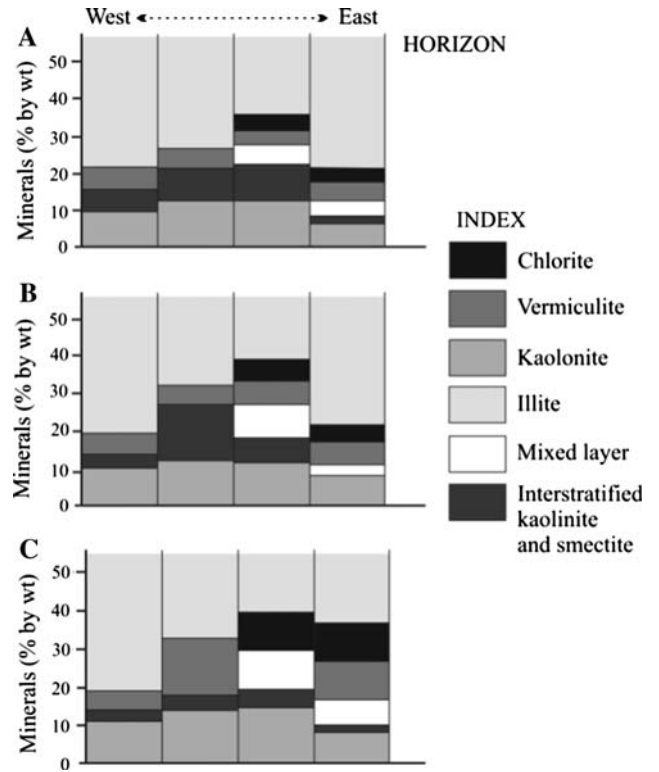 West East
A
HORIZON
Minerals (% by wt)
50
40
30
20
10
0
B
Minerals (% by wt)
50
40
30
20
10
0
C
Minerals (% by wt)
50
40
30
20
10
0
INDEX
Chlorite
Vermiculite
Kaolonite
Illite
Mixed layer
Interstratified
kaolinite
and smectite